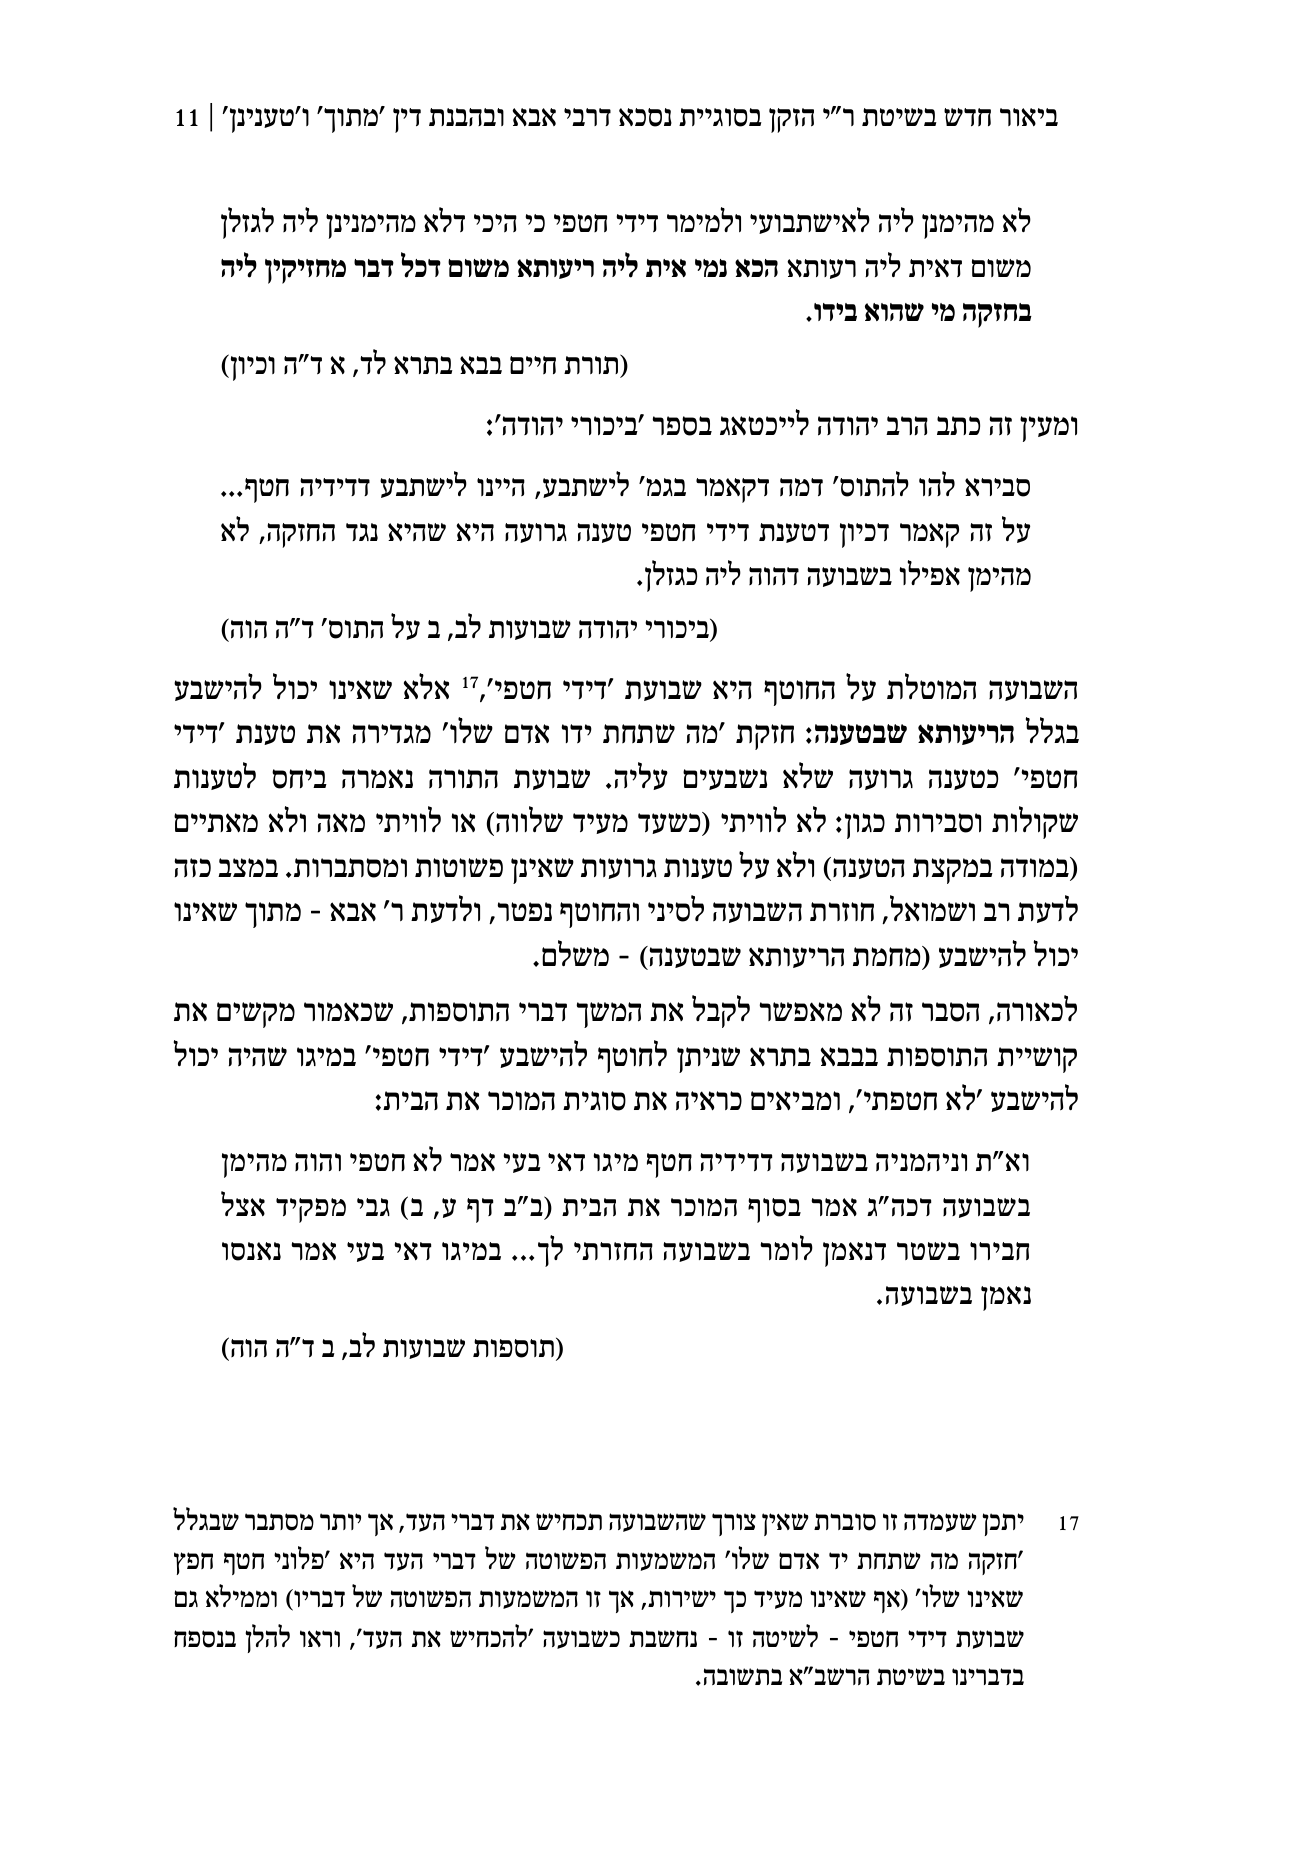 ביאור חדש בשיטת ר"י הזקן בסוגיית נסכא דרבי אבא ובהבנת דין 'מתוך' ו'טענינן' | 11
לא מהימנן ליה לאישתבועי ולמימר דידי חטפי כי היכי דלא מהימנינן ליה לגזלן
משום דאית ליה רעותא הכא נמי אית ליה ריעותא משום דכל דבר מחזיקין ליה
בחזקה מי שהוא בידו.
(תורת חיים בבא בתרא לד, א ד"ה וכיון)
ומעין זה כתב הרב יהודה לייכטאג בספר 'ביכורי יהודה':
סבירא להו להתוס' דמה דקאמר בגמ' לישתבע, היינו לישתבע דדידיה חטף...
על זה קאמר דכיון דטענת דידי חטפי טענה גרועה היא שהיא נגד החזקה, לא
מהימן אפילו בשבועה דהוה ליה כגזלן.
(ביכורי יהודה שבועות לב, ב על התוס' ד"ה הוה)
השבועה המוטלת על החוטף היא שבועת 'דידי חטפי',17 אלא שאינו יכול להישבע
בגלל הריעותא שבטענה: חזקת 'מה שתחת ידו אדם שלו' מגדירה את טענת 'דידי
חטפי' כטענה גרועה שלא נשבעים עליה. שבועת התורה נאמרה ביחס לטענות
שקולות וסבירות כגון: לא לוויתי (כשעד מעיד שלווה) או לוויתי מאה ולא מאתיים
(במודה במקצת הטענה) ולא על טענות גרועות שאינן פשוטות ומסתברות. במצב כזה
לדעת רב ושמואל, חוזרת השבועה לסיני והחוטף נפטר, ולדעת ר' אבא - מתוך שאינו
יכול להישבע (מחמת הריעותא שבטענה) - משלם.
לכאורה, הסבר זה לא מאפשר לקבל את המשך דברי התוספות, שכאמור מקשים את
קושיית התוספות בבבא בתרא שניתן לחוטף להישבע 'דידי חטפי' במיגו שהיה יכול
להישבע 'לא חטפתי', ומביאים כראיה את סוגית המוכר את הבית:
וא"ת וניהמניה בשבועה דדידיה חטף מיגו דאי בעי אמר לא חטפי והוה מהימן
בשבועה דכה"ג אמר בסוף המוכר את הבית (ב"ב דף ע, ב) גבי מפקיד אצל
חבירו בשטר דנאמן לומר בשבועה החזרתי לך... במיגו דאי בעי אמר נאנסו
נאמן בשבועה.
(תוספות שבועות לב, ב ד"ה הוה)
17 יתכן שעמדה זו סוברת שאין צורך שהשבועה תכחיש את דברי העד, אך יותר מסתבר שבגלל
'חזקה מה שתחת יד אדם שלו' המשמעות הפשוטה של דברי העד היא 'פלוני חטף חפץ
שאינו שלו' (אף שאינו מעיד כך ישירות, אך זו המשמעות הפשוטה של דבריו) וממילא גם
שבועת דידי חטפי - לשיטה זו - נחשבת כשבועה 'להכחיש את העד', וראו להלן בנספח
בדברינו בשיטת הרשב"א בתשובה.